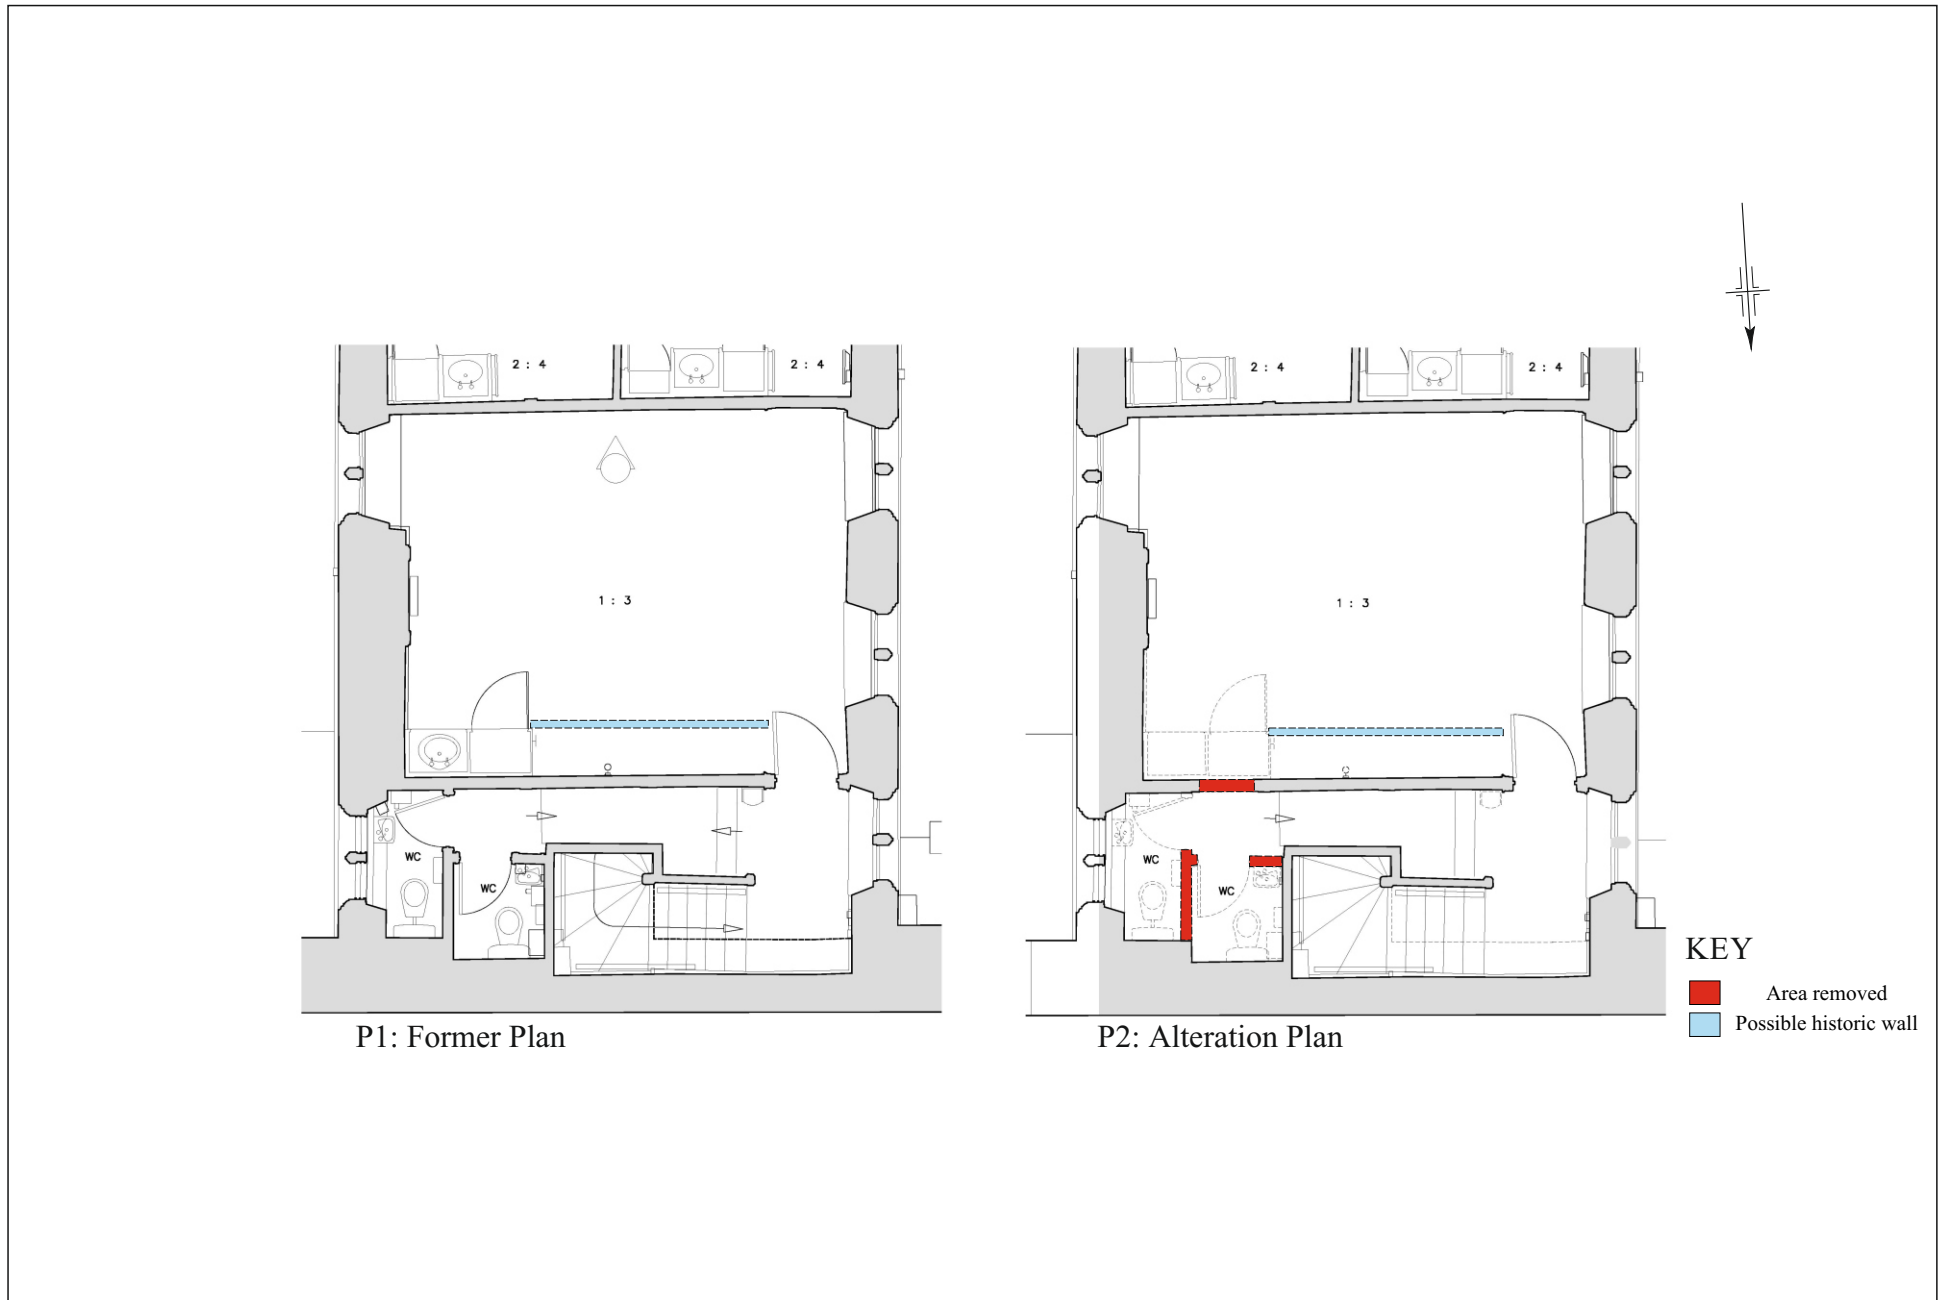 2 : 4
2 : 4
1 : 3
WC
WC
P1: Former Plan
2 : 4
2 : 4
1 : 3
WC
WC
P2: Alteration Plan
KEY
Area removed
Possible historic wall